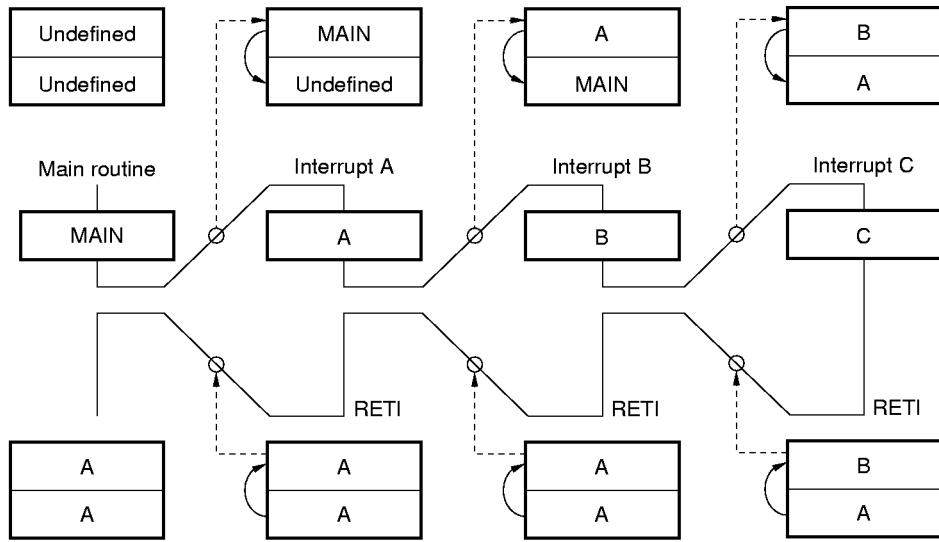 Undefined
Undefined
MAIN
Undefined
A
MAIN
B
A
Main routine
Interrupt A
Interrupt B
Interrupt C
MAIN
A
B
C
RETI
RETI
RETI
A
A
A
A
A
A
B
A